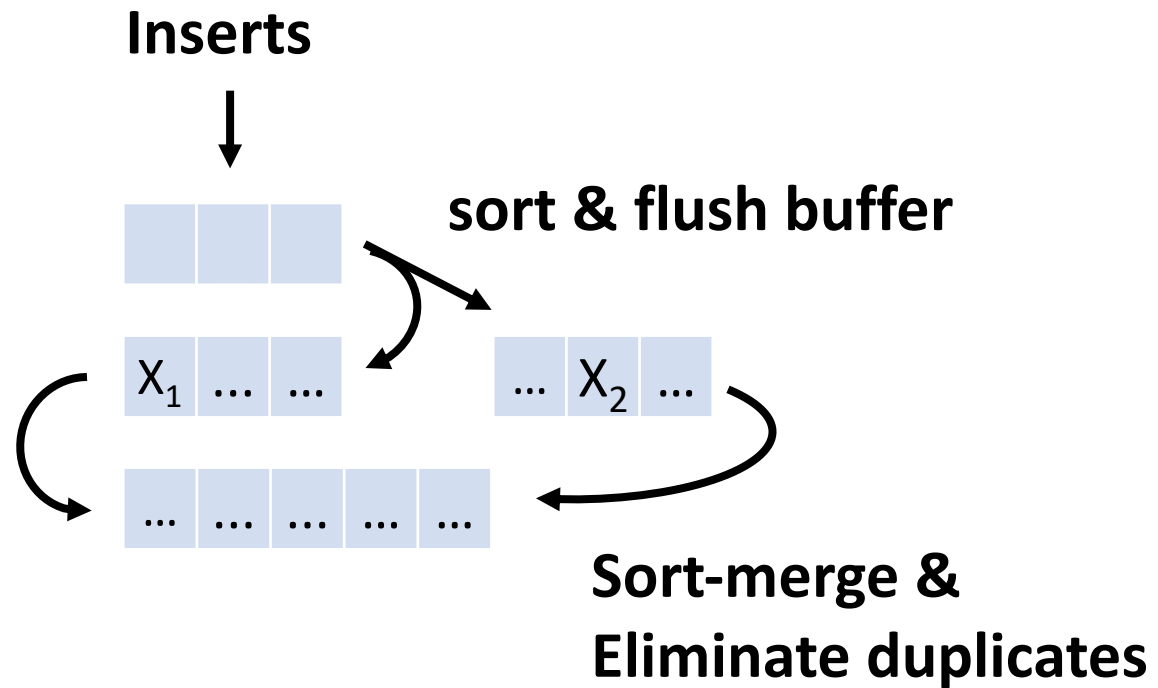 Inserts
sort & flush buffer
X₁ ... ...
... X₂ ...
... ... ... ... ...
Sort-merge &
Eliminate duplicates